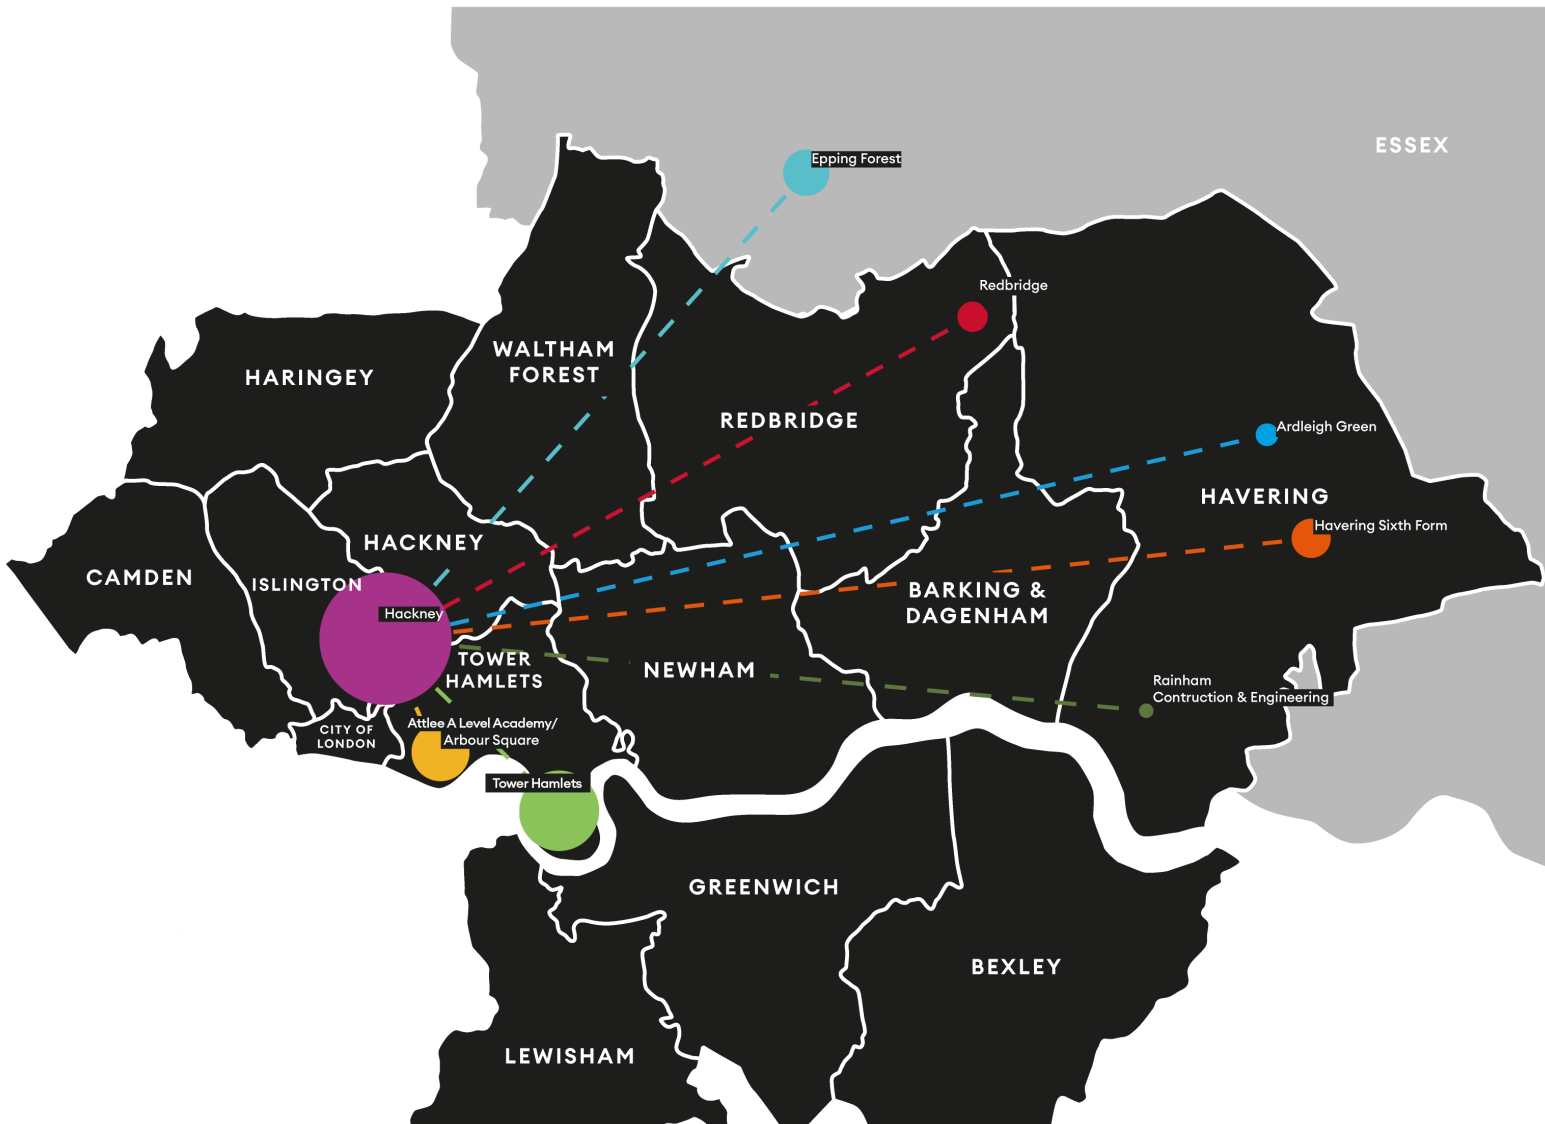 ESSEX
Epping Forest
Redbridge
WALTHAM
FOREST
HARINGEY
REDBRIDGE
Ardleigh Green
HAVERING
Havering Sixth Form
HACKNEY
CAMDEN
ISLINGTON
BARKING &
DAGENHAM
Hackney
TOWER
HAMLETS
NEWHAM
Rainham
Contruction & Engineering
CITY OF
LONDON
Attlee A Level Academy/
Arbour Square
Tower Hamlets
GREENWICH
BEXLEY
LEWISHAM